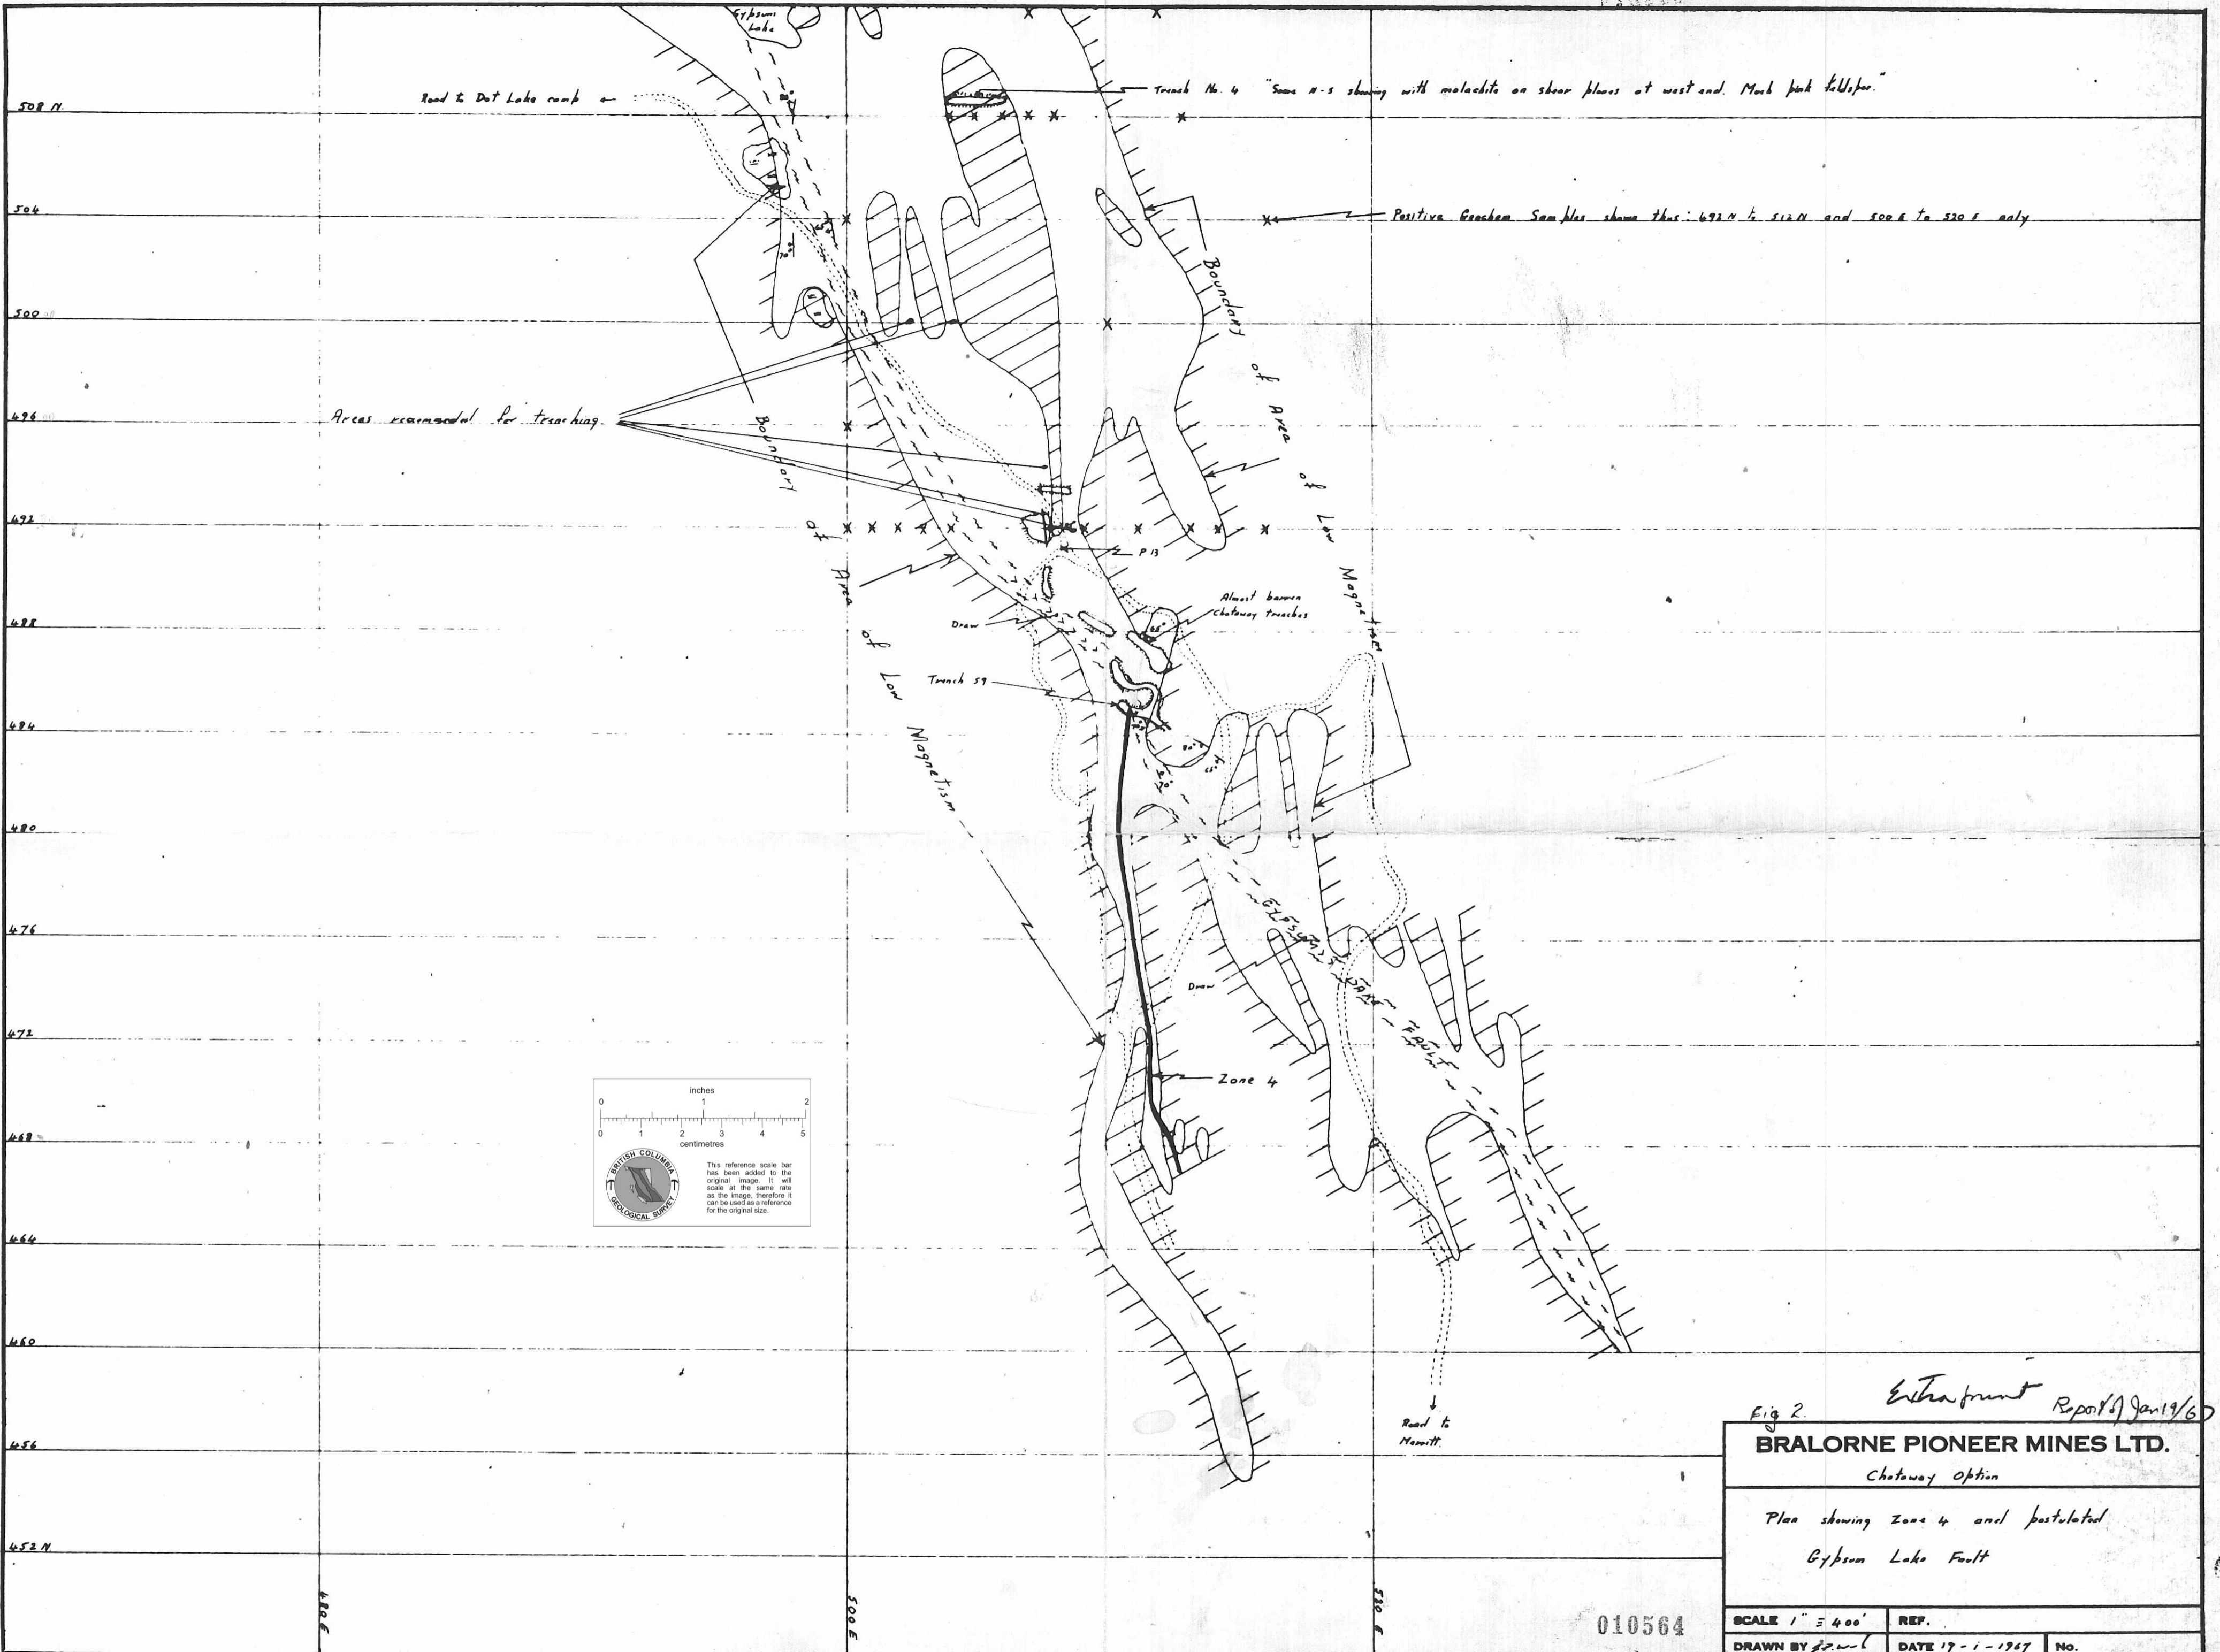 Gypsum
Lake
508 N
Road to Dot Lake camp
Trench No. 4 "Some N-S shearing with malachite on shear planes at west end. Much pink feldspar."
504
Positive Geochem Samples shown thus: 492 N to 512 N and 500 E to 520 E only
70°
500
Boundary of Area of Low Magnetism
496
Areas recommended for trenching
Boundary of Area of Low Magnetism
492
P 13
Almost barren
Chataway trenches
488
Draw
65°
Trench 59
484
80°
70°
480
GYPSUM LAKE FAULT
476
Draw
472
Zone 4
468
464
460
456
452 N
Road to
Merritt
480 E
500 E
520 E
inches
0 1 2
0 1 2 3 4 5
centimetres
BRITISH COLUMBIA
GEOLOGICAL SURVEY
This reference scale bar
has been added to the
original image. It will
scale at the same rate
as the image, therefore it
can be used as a reference
for the original size.
Extra print
Fig 2. Report of Jan 19/67
BRALORNE PIONEER MINES LTD.
Chataway Option
Plan showing Zone 4 and postulated
Gypsum Lake Fault
010564
SCALE 1" = 400' REF.
DRAWN BY DATE 19-1-1967 No.